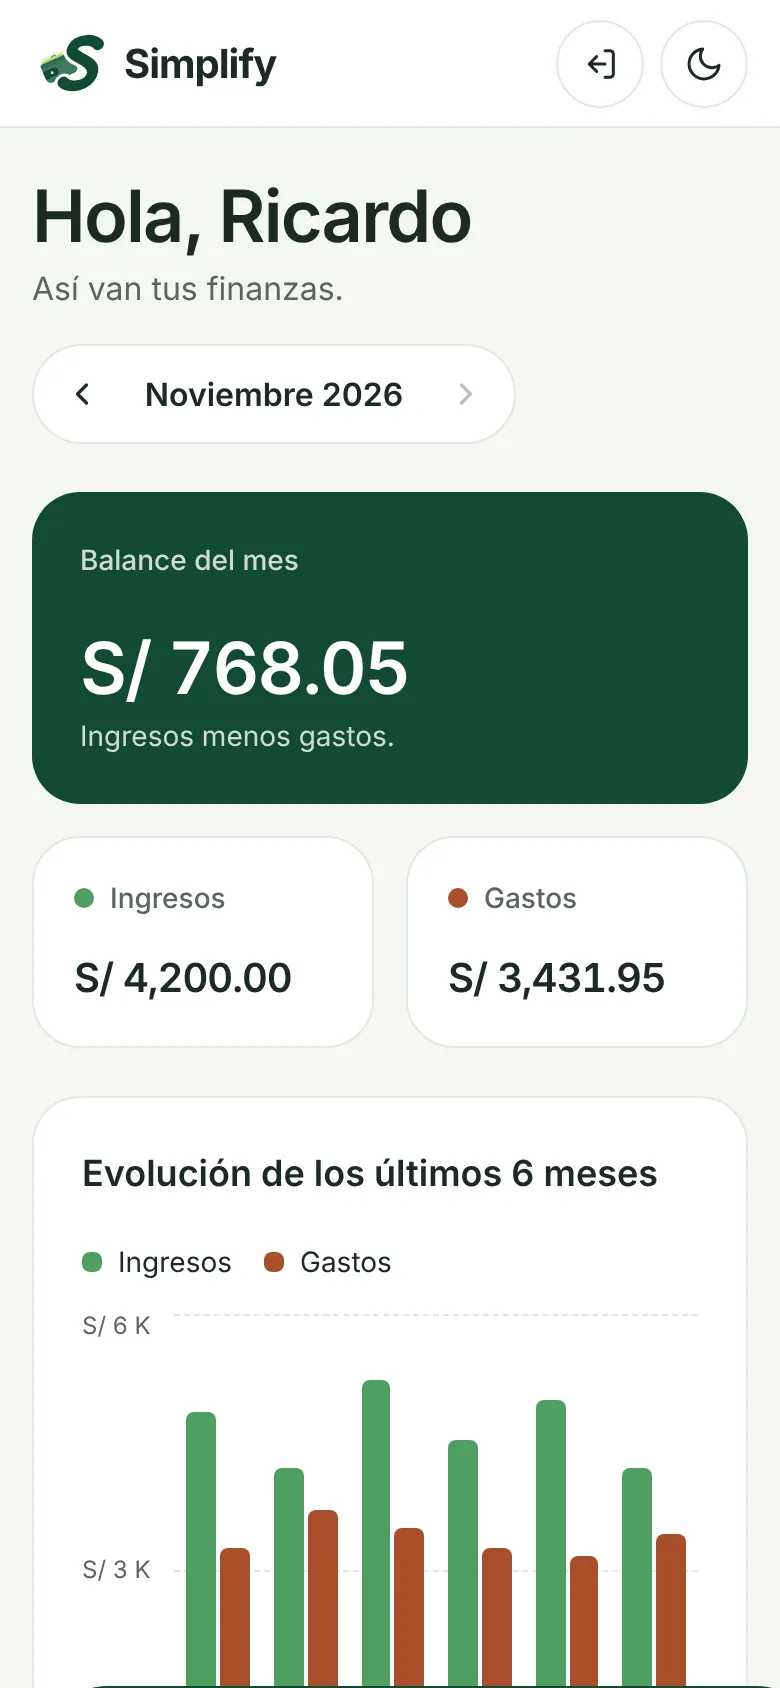 Simplify
Hola, Ricardo
Así van tus finanzas.
Noviembre 2026
Balance del mes
S/ 768.05
Ingresos menos gastos.
Ingresos
S/ 4,200.00
Gastos
S/ 3,431.95
Evolución de los últimos 6 meses
Ingresos
Gastos
S/ 6 K
S/ 3 K